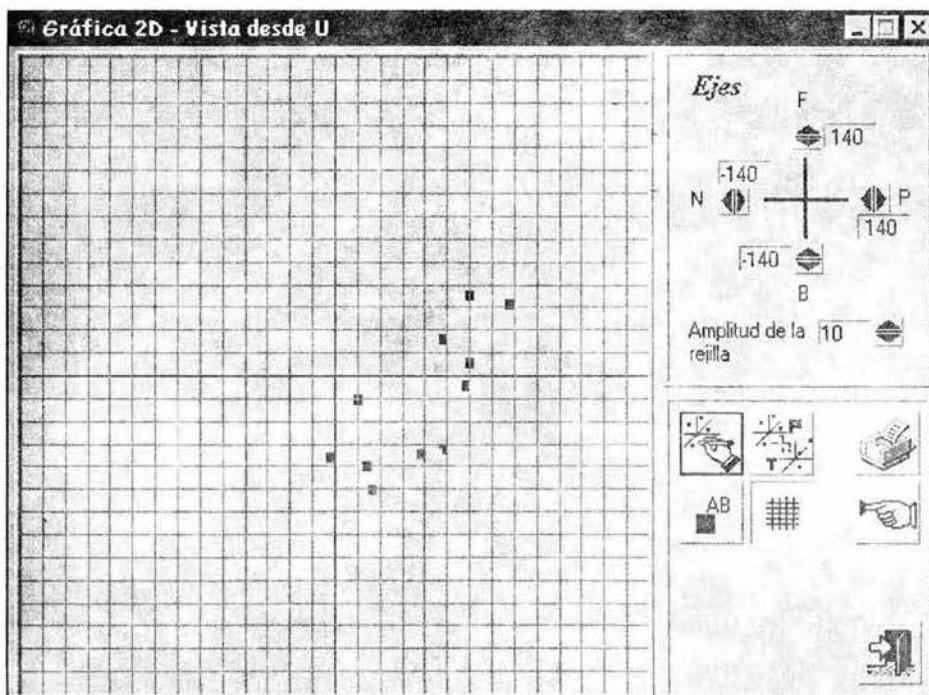 Gráfica 2D - Vista desde U
Ejes
F
140
-140
N
P
140
-140
B
Amplitud de la 10
rejilla
F
T
AB